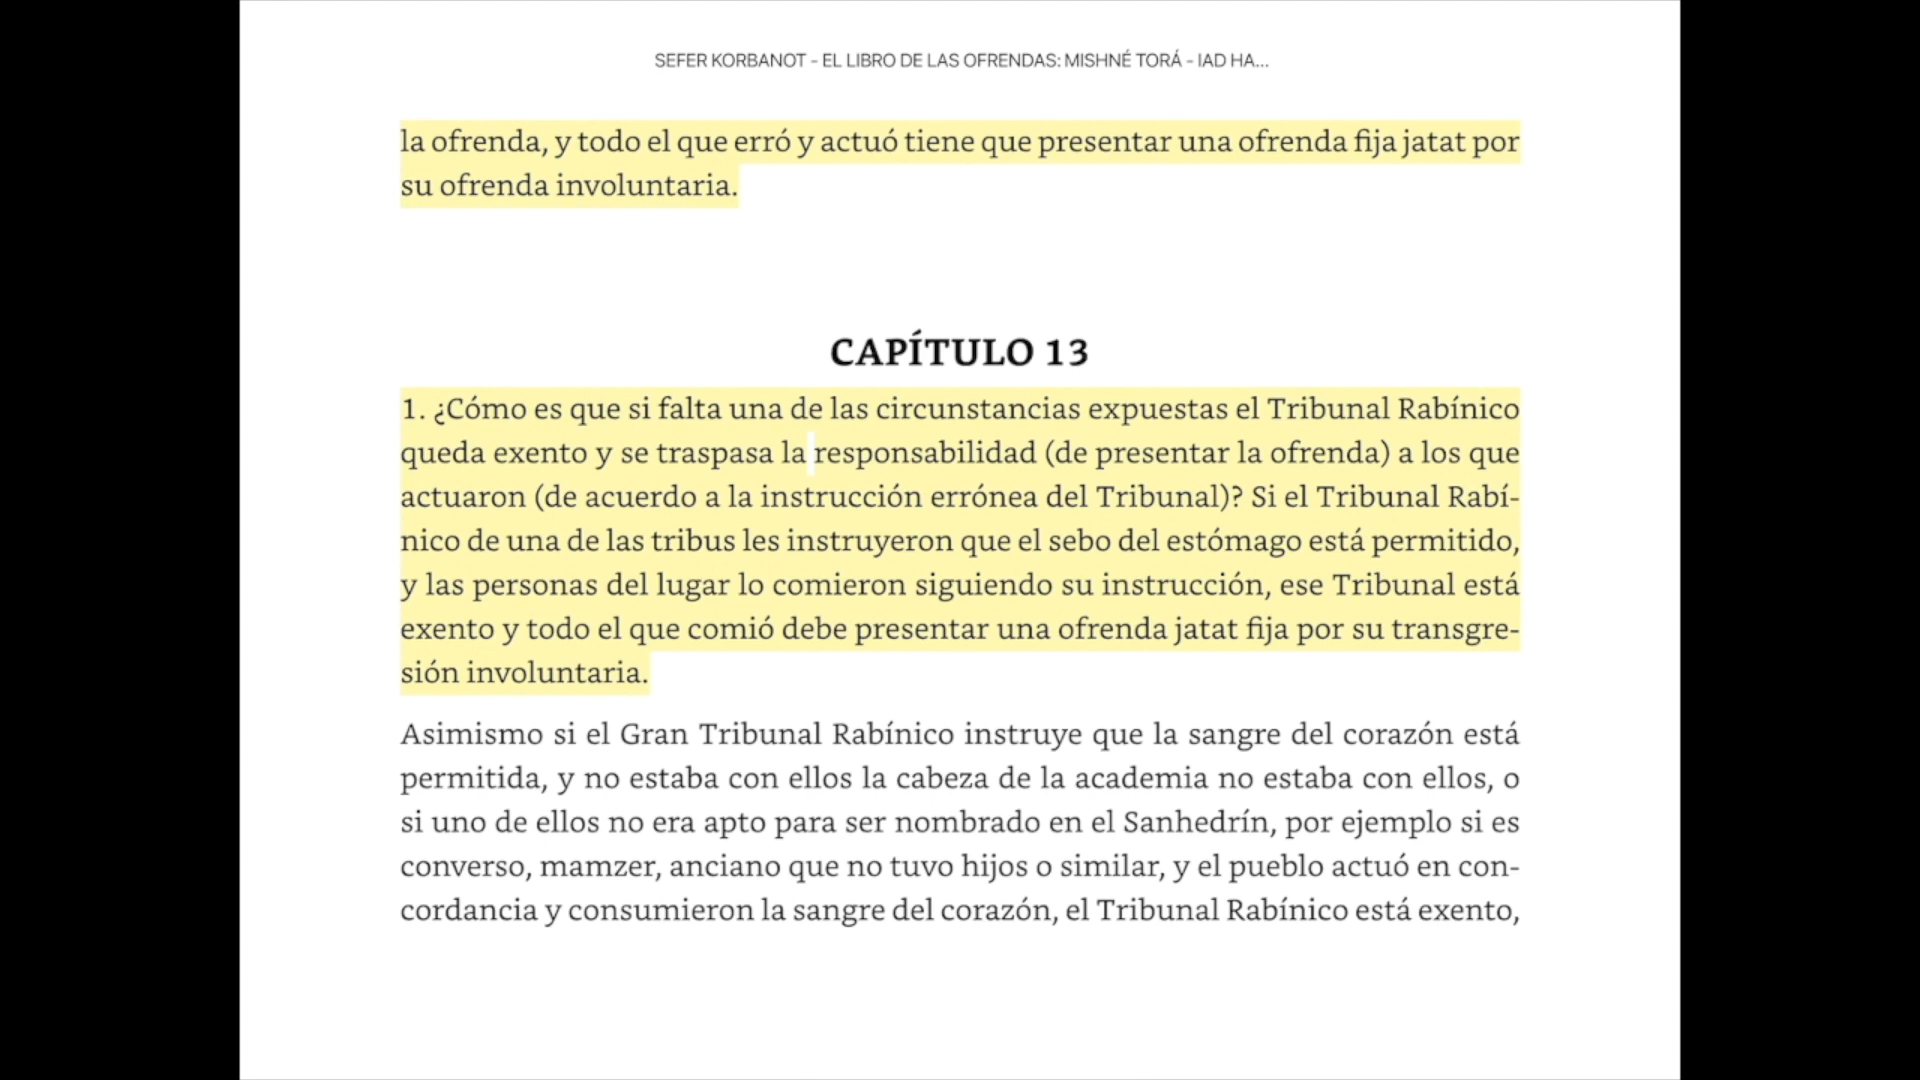 SEFER KORBANOT - EL LIBRO DE LAS OFRENDAS: MISHNÉ TORÁ - IAD HA...
la ofrenda, y todo el que erró y actuó tiene que presentar una ofrenda fija jatat por
su ofrenda involuntaria.
CAPÍTULO 13
1. ¿Cómo es que si falta una de las circunstancias expuestas el Tribunal Rabínico
queda exento y se traspasa la responsabilidad (de presentar la ofrenda) a los que
actuaron (de acuerdo a la instrucción errónea del Tribunal)? Si el Tribunal Rabí-
nico de una de las tribus les instruyeron que el sebo del estómago está permitido,
y las personas del lugar lo comieron siguiendo su instrucción, ese Tribunal está
exento y todo el que comió debe presentar una ofrenda jatat fija por su transgre-
sión involuntaria.
Asimismo si el Gran Tribunal Rabínico instruye que la sangre del corazón está
permitida, y no estaba con ellos la cabeza de la academia no estaba con ellos, o
si uno de ellos no era apto para ser nombrado en el Sanhedrín, por ejemplo si es
converso, mamzer, anciano que no tuvo hijos o similar, y el pueblo actuó en con-
cordancia y consumieron la sangre del corazón, el Tribunal Rabínico está exento,